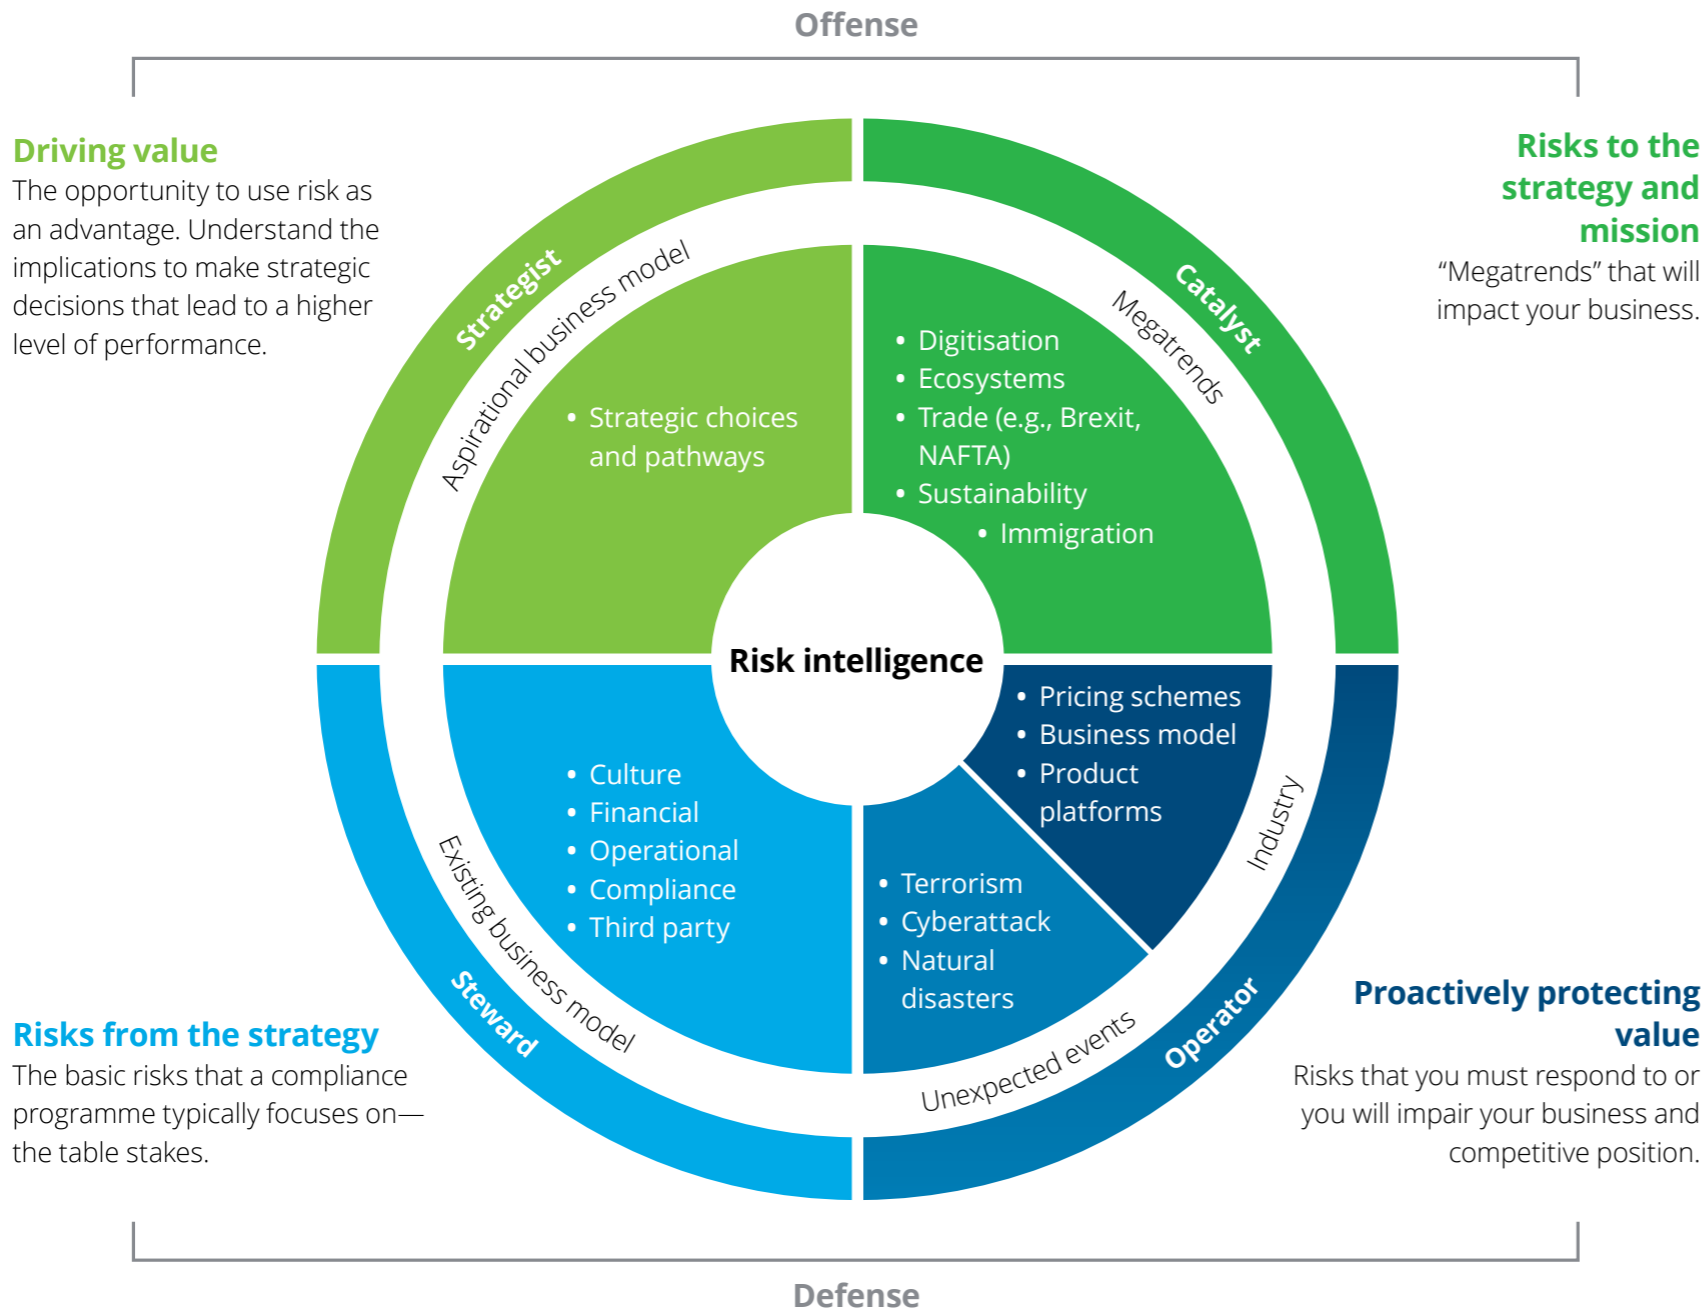 Offense
Driving value
The opportunity to use risk as
an advantage. Understand the
implications to make strategic
decisions that lead to a higher
level of performance.
Risks to the
strategy and
mission
“Megatrends” that will
impact your business.
Strategist
Aspirational business model
• Strategic choices
and pathways
Catalyst
Megatrends
• Digitisation
• Ecosystems
• Trade (e.g., Brexit,
NAFTA)
• Sustainability
• Immigration
Risk intelligence
• Culture
• Financial
• Operational
• Compliance
• Third party
Existing business model
Steward
• Pricing schemes
• Business model
• Product
platforms
Industry
• Terrorism
• Cyberattack
• Natural
disasters
Unexpected events
Operator
Risks from the strategy
The basic risks that a compliance
programme typically focuses on—
the table stakes.
Proactively protecting
value
Risks that you must respond to or
you will impair your business and
competitive position.
Defense